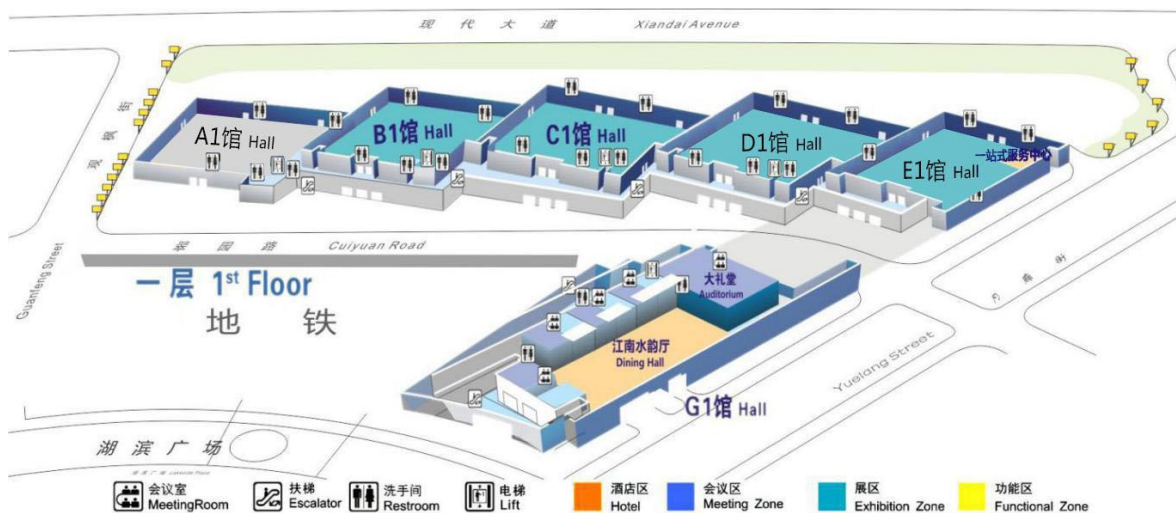 现代大道 Xiandai Avenue
观枫街
Guanfeng Street
A1馆 Hall
B1馆 Hall
C1馆 Hall
D1馆 Hall
E1馆 Hall
一站式服务中心
翠园路 Cuiyuan Road
一层 1st Floor
地铁
大礼堂
Auditorium
江南水韵厅
Dining Hall
G1馆 Hall
月廊街
Yuelang Street
湖滨广场
会议室
MeetingRoom
扶梯
Escalator
洗手间
Restroom
电梯
Lift
酒店区
Hotel
会议区
Meeting Zone
展区
Exhibition Zone
功能区
Functional Zone